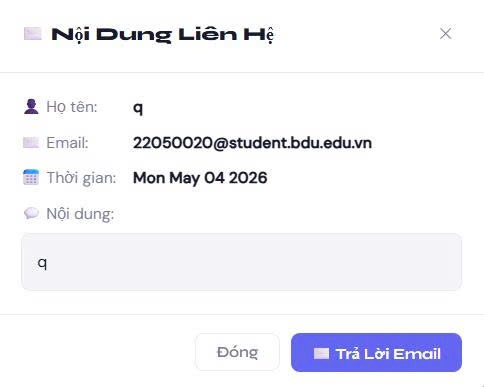 Nội Dung Liên Hệ
Họ tên: q
Email: 22050020@student.bdu.edu.vn
Thời gian: Mon May 04 2026
Nội dung:
q
Đóng
Trả Lời Email